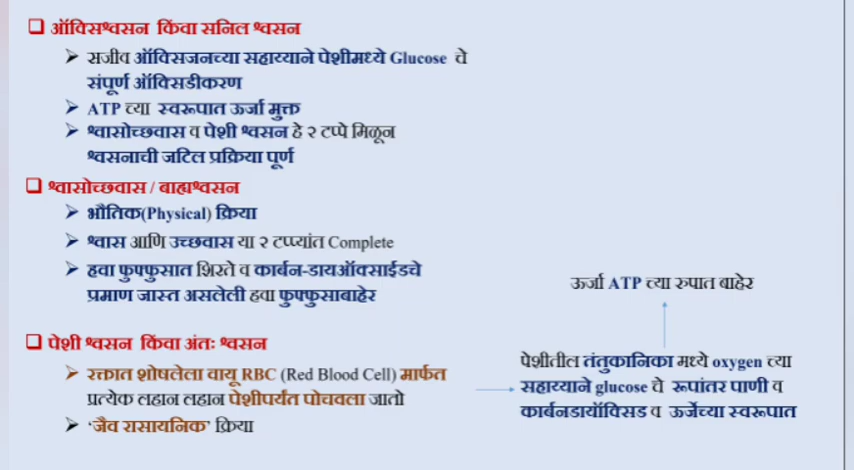 ऑक्सिश्वसन किंवा सनिल श्वसन
सजीव ऑक्सिजनच्या सहाय्याने पेशीमध्ये Glucose चे
संपूर्ण ऑक्सिडीकरण
ATP च्या स्वरूपात ऊर्जा मुक्त
श्वासोच्छवास व पेशी श्वसन हे २ टप्पे मिळून
श्वसनाची जटिल प्रक्रिया पूर्ण
श्वासोच्छवास / बाह्यश्वसन
भौतिक(Physical) क्रिया
श्वास आणि उच्छवास या २ टप्प्यांत Complete
हवा फुफ्फुसात शिरते व कार्बन-डायऑक्साईडचे
प्रमाण जास्त असलेली हवा फुफ्फुसाबाहेर
पेशी श्वसन किंवा अंतः श्वसन
रक्तात शोषलेला वायू RBC (Red Blood Cell) मार्फत
प्रत्येक लहान लहान पेशीपर्यंत पोचवला जातो
'जैव रासायनिक' क्रिया
ऊर्जा ATP च्या रुपात बाहेर
पेशीतील तंतुकानिका मध्ये oxygen च्या
सहाय्याने glucose चे रूपांतर पाणी व
कार्बनडायॉक्सिड व ऊर्जेच्या स्वरूपात